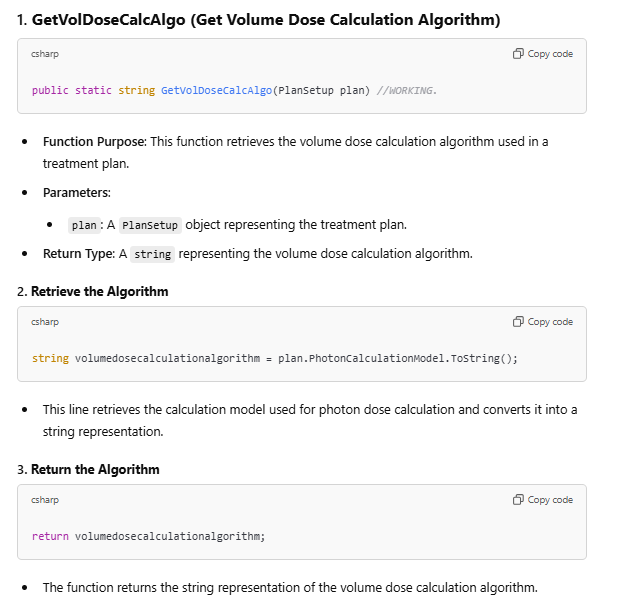 1. GetVolDoseCalcAlgo (Get Volume Dose Calculation Algorithm)
csharp
Copy code
public static string GetVolDoseCalcAlgo(PlanSetup plan) //WORKING.
• Function Purpose: This function retrieves the volume dose calculation algorithm used in a
treatment plan.
• Parameters:
• plan : A PlanSetup object representing the treatment plan.
• Return Type: A string representing the volume dose calculation algorithm.
2. Retrieve the Algorithm
csharp
Copy code
string volumedosecalculationalgorithm = plan.PhotonCalculationModel.ToString();
• This line retrieves the calculation model used for photon dose calculation and converts it into a
string representation.
3. Return the Algorithm
csharp
Copy code
return volumedosecalculationalgorithm;
• The function returns the string representation of the volume dose calculation algorithm.